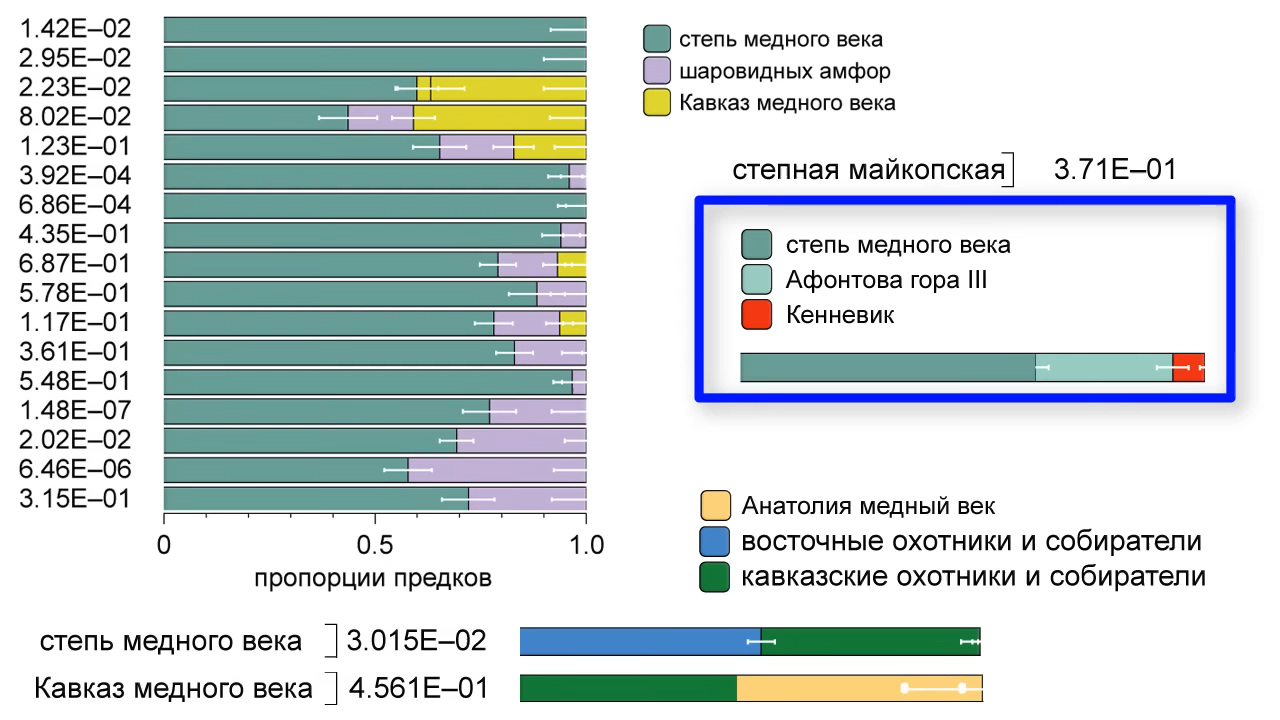 1.42E–02
2.95E–02
2.23E–02
8.02E–02
1.23E–01
3.92E–04
6.86E–04
4.35E–01
6.87E–01
5.78E–01
1.17E–01
3.61E–01
5.48E–01
1.48E–07
2.02E–02
6.46E–06
3.15E–01
0 0.5 1.0
пропорции предков
степь медного века
шаровидных амфор
Кавказ медного века
степная майкопская 3.71E–01
степь медного века
Афонтова гора III
Кенневик
Анатолия медный век
восточные охотники и собиратели
кавказские охотники и собиратели
степь медного века 3.015E–02
Кавказ медного века 4.561E–01